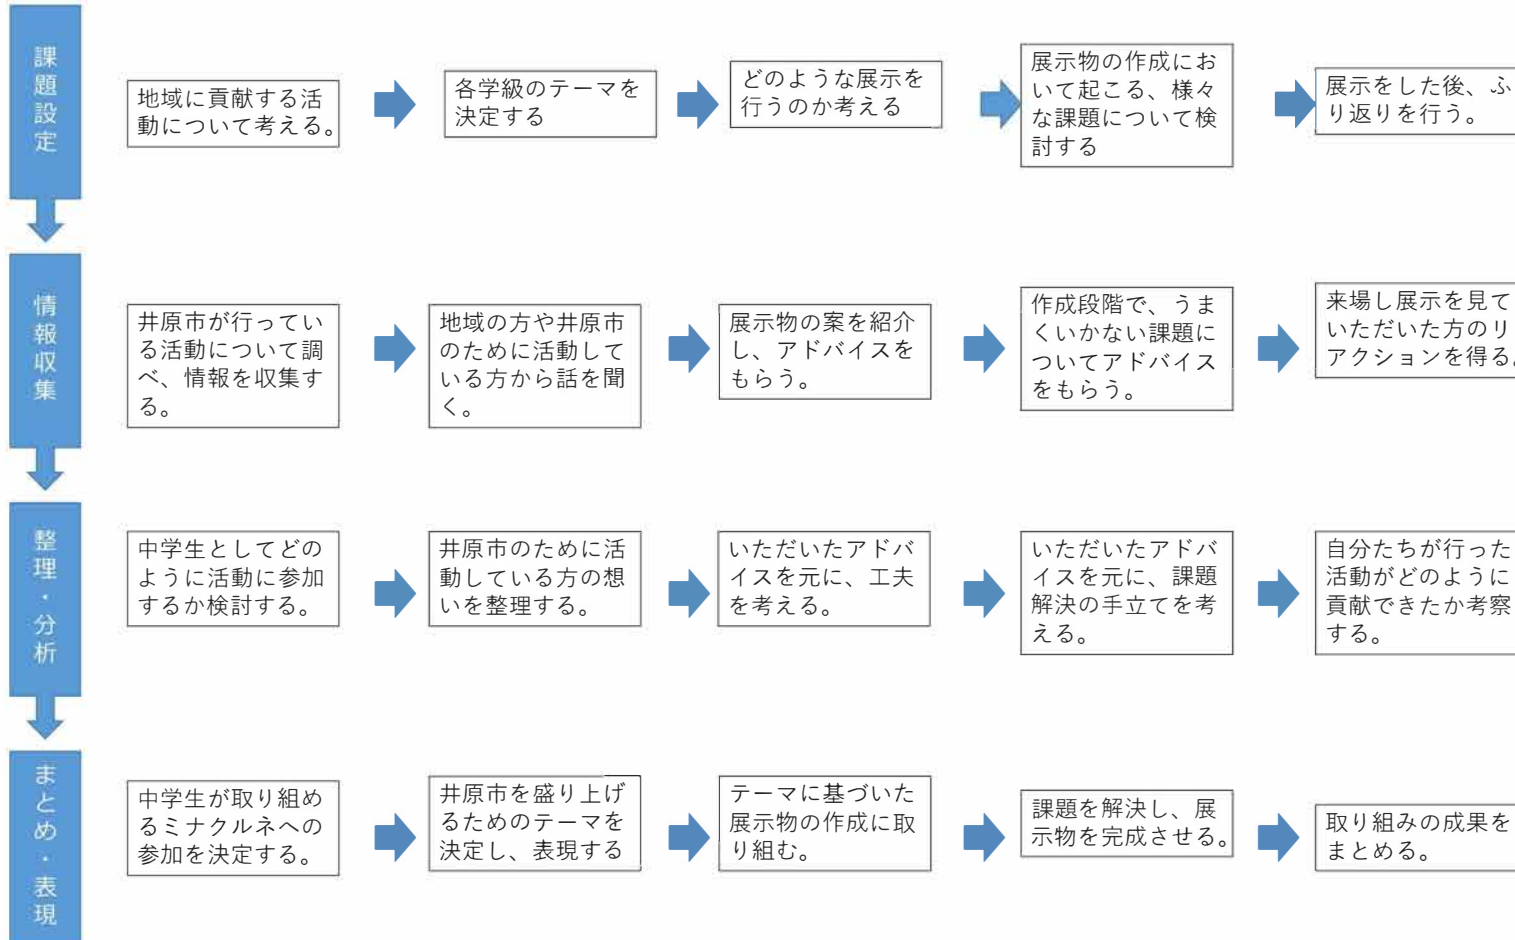 課題設定
地域に貢献する活
動について考える。
各学級のテーマを
決定する
どのような展示を
行うのか考える
展示物の作成にお
いて起こる、様々
な課題について検
討する
展示をした後、ふ
り返りを行う。
情報収集
井原市が行ってい
る活動について調
べ、情報を収集す
る。
地域の方や井原市
のために活動して
いる方から話を聞
く。
展示物の案を紹介
し、アドバイスを
もらう。
作成段階で、うま
くいかない課題に
ついてアドバイス
をもらう。
来場し展示を見て
いただいた方のリ
アクションを得る。
整理・分析
中学生としてどの
ように活動に参加
するか検討する。
井原市のために活
動している方の想
いを整理する。
いただいたアドバ
イスを元に、工夫
を考える。
いただいたアドバ
イスを元に、課題
解決の手立てを考
える。
自分たちが行った
活動がどのように
貢献できたか考察
する。
まとめ・表現
中学生が取り組め
るミナクルネへの
参加を決定する。
井原市を盛り上げ
るためのテーマを
決定し、表現する
テーマに基づいた
展示物の作成に取
り組む。
課題を解決し、展
示物を完成させる。
取り組みの成果を
まとめる。